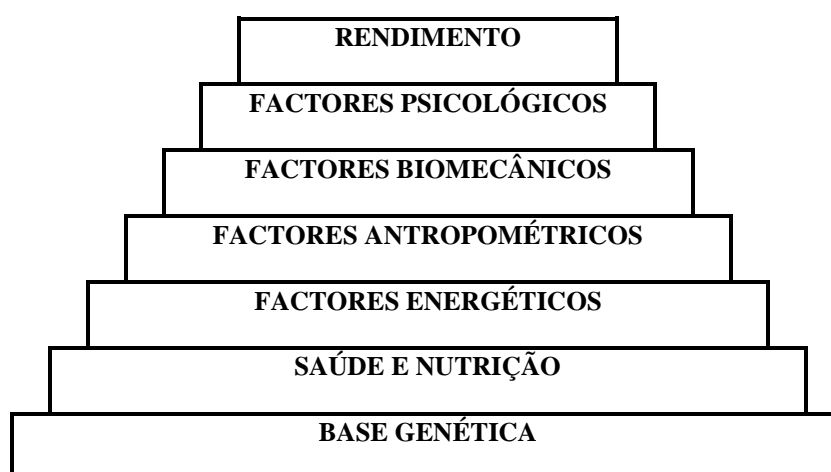 RENDIMENTO
FACTORES PSICOLÓGICOS
FACTORES BIOMECÂNICOS
FACTORES ANTROPOMÉTRICOS
FACTORES ENERGÉTICOS
SAÚDE E NUTRIÇÃO
BASE GENÉTICA